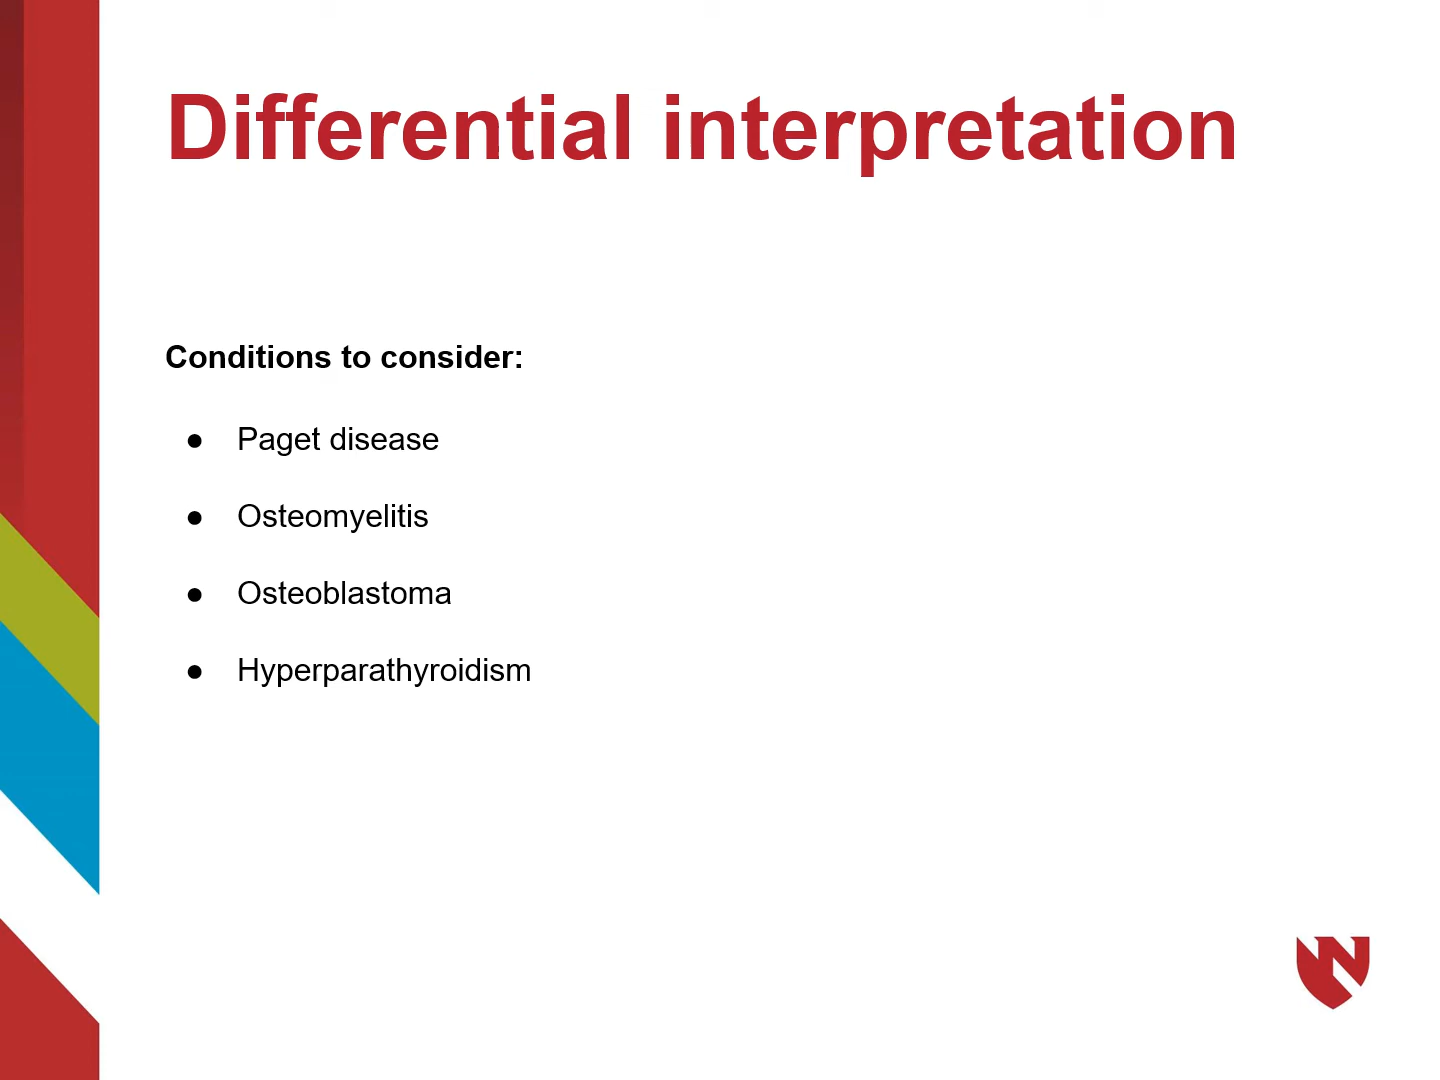 Differential interpretation
Conditions to consider:
● Paget disease
● Osteomyelitis
● Osteoblastoma
● Hyperparathyroidism